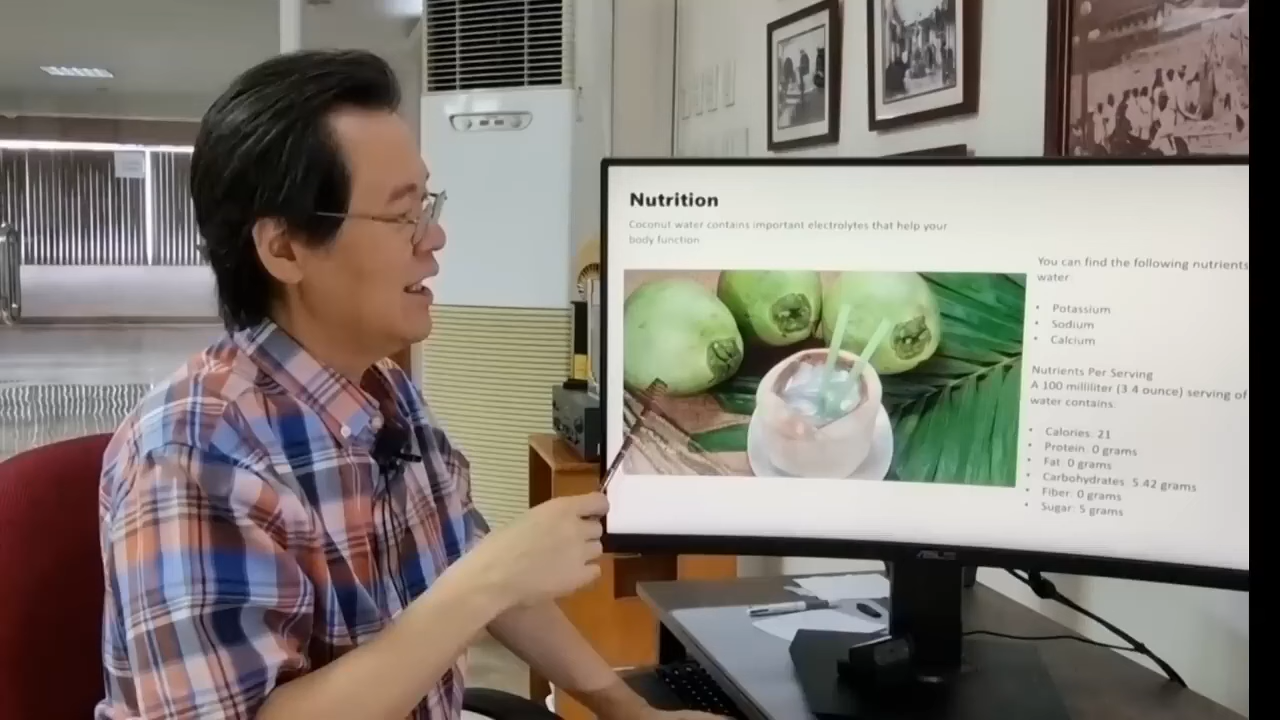 Nutrition
Coconut water contains important electrolytes that help your
body function
You can find the following nutrients
water:
• Potassium
• Sodium
• Calcium
Nutrients Per Serving
A 100 milliliter (3.4 ounce) serving of
water contains:
• Calories: 21
• Protein: 0 grams
• Fat: 0 grams
• Carbohydrates: 5.42 grams
• Fiber: 0 grams
• Sugar: 5 grams
ASUS